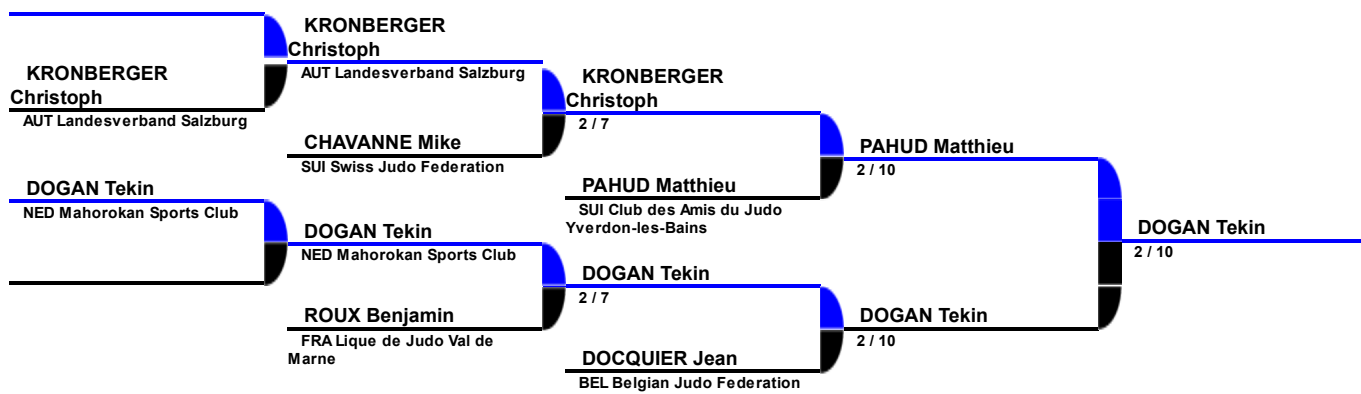 KRONBERGER
Christoph
AUT Landesverband Salzburg
DOGAN Tekin
NED Mahorokan Sports Club
KRONBERGER
Christoph
AUT Landesverband Salzburg
CHAVANNE Mike
SUI Swiss Judo Federation
DOGAN Tekin
NED Mahorokan Sports Club
ROUX Benjamin
FRA Lique de Judo Val de
Marne
KRONBERGER
Christoph
2 / 7
PAHUD Matthieu
SUI Club des Amis du Judo
Yverdon-les-Bains
DOGAN Tekin
2 / 7
DOCQUIER Jean
BEL Belgian Judo Federation
PAHUD Matthieu
2 / 10
DOGAN Tekin
2 / 10
DOGAN Tekin
2 / 10